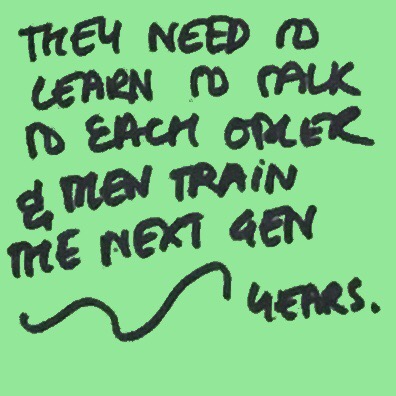 THEY NEED TO
LEARN TO TALK
TO EACH OTHER
& THEN TRAIN
THE NEXT GEN
YEARS.